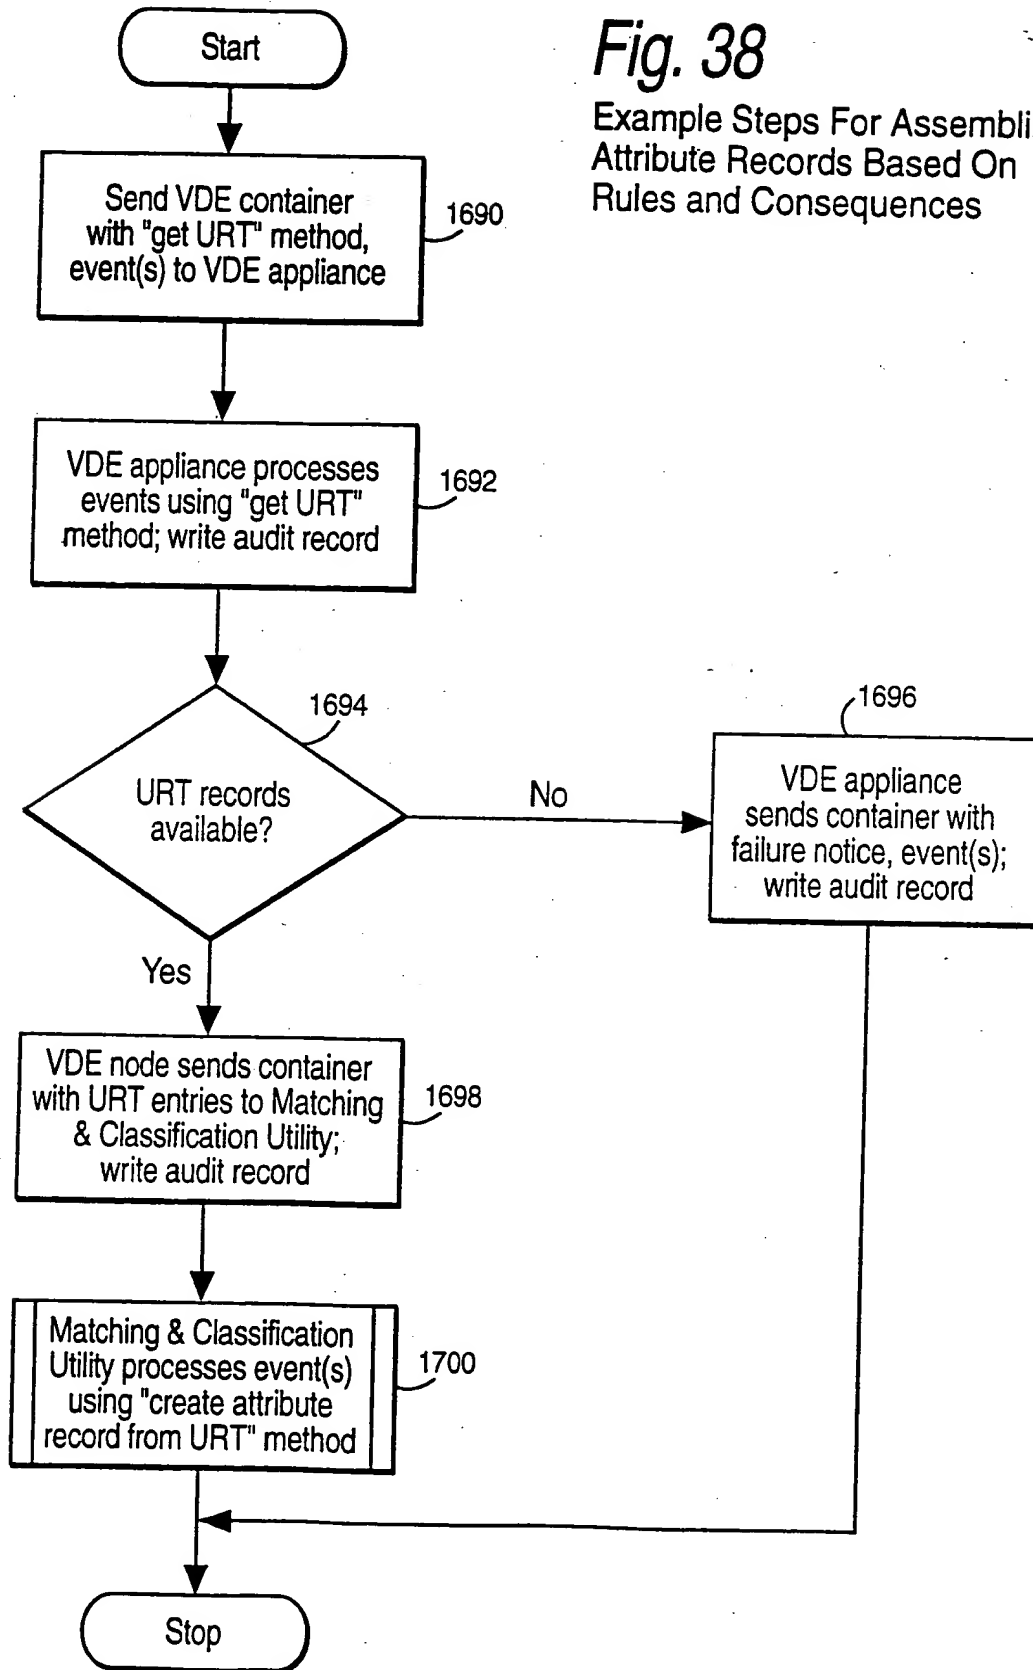 Start
Fig. 38
Example Steps For Assembli
Attribute Records Based On
Rules and Consequences
Send VDE container
with "get URT" method,
event(s) to VDE appliance
1690
VDE appliance processes
events using "get URT"
method; write audit record
1692
1694
URT records
available?
No
1696
VDE appliance
sends container with
failure notice, event(s);
write audit record
Yes
VDE node sends container
with URT entries to Matching
& Classification Utility;
write audit record
1698
Matching & Classification
Utility processes event(s)
using "create attribute
record from URT" method
1700
Stop